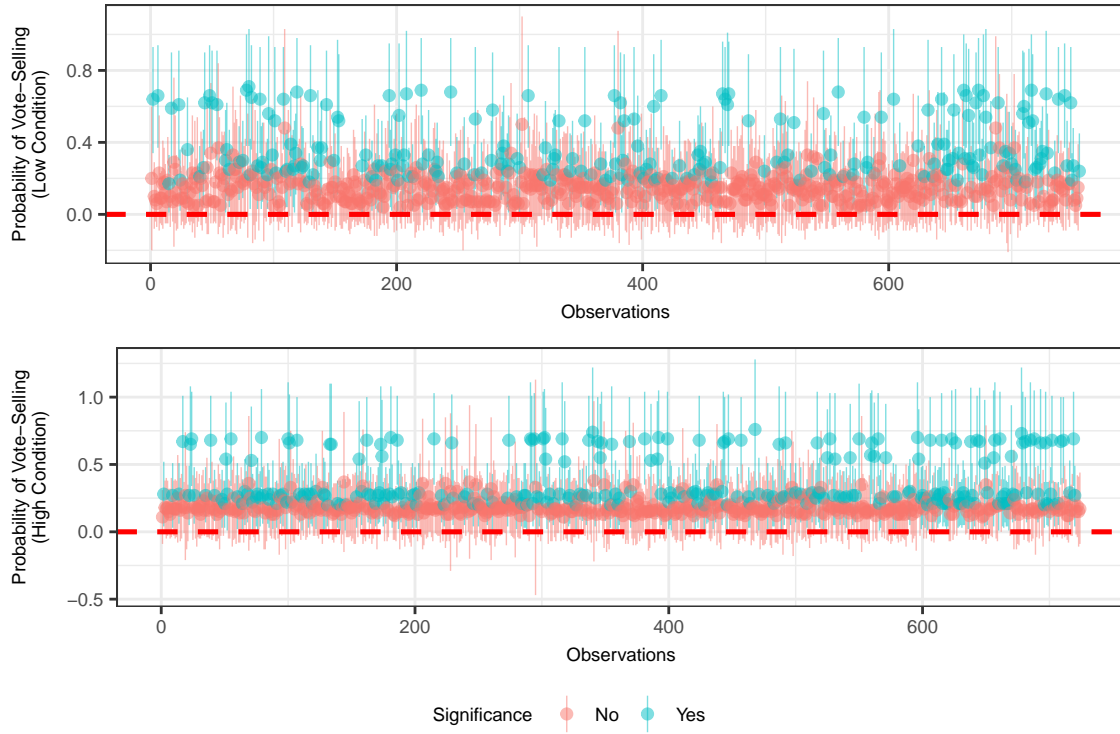 Probability of Vote−Selling
(Low Condition)
0.8
0.4
0.0
0
200
400
600
Observations
Probability of Vote−Selling
(High Condition)
1.0
0.5
0.0
−0.5
0
200
400
600
Observations
Significance No Yes